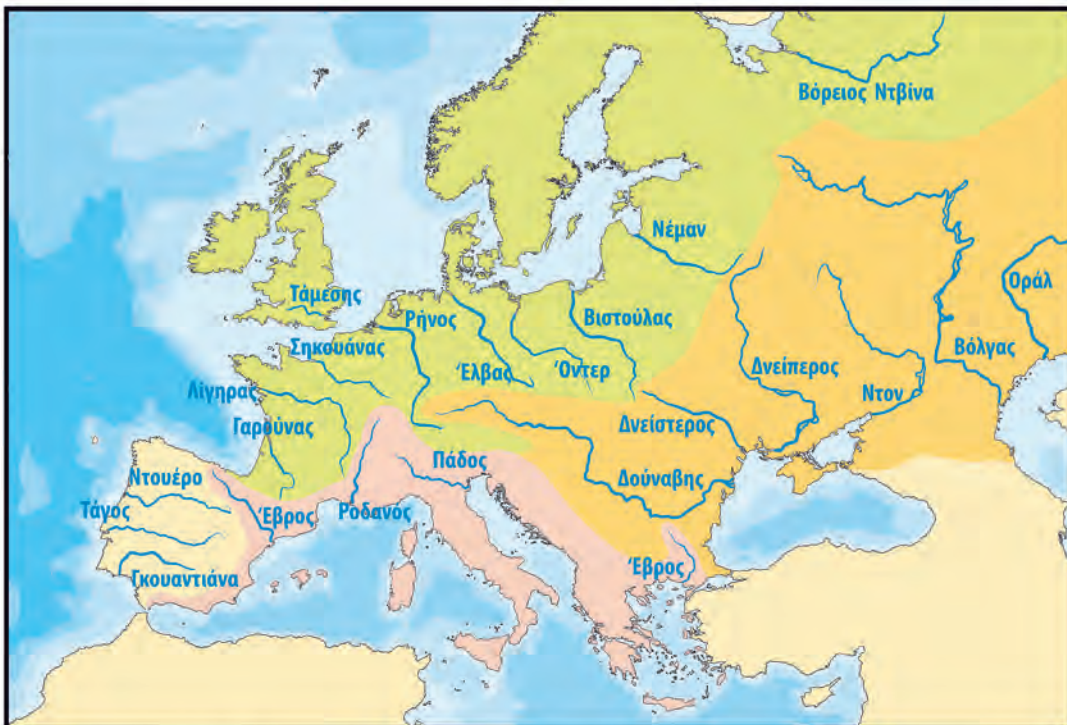 Βόρειος Ντβίνα
Νέμαν
Οράλ
Τάμεσης
Ρήνος
Βιστούλας
Σηκουάνας
Βόλγας
Έλβας
Όντερ
Δνείπερος
Λίγηρας
Ντον
Γαρούνας
Δνείστερος
Πάδος
Ντουέρο
Δούναβης
Τάγος
Έβρος
Ροδανός
Έβρος
Γκουαντιάνα